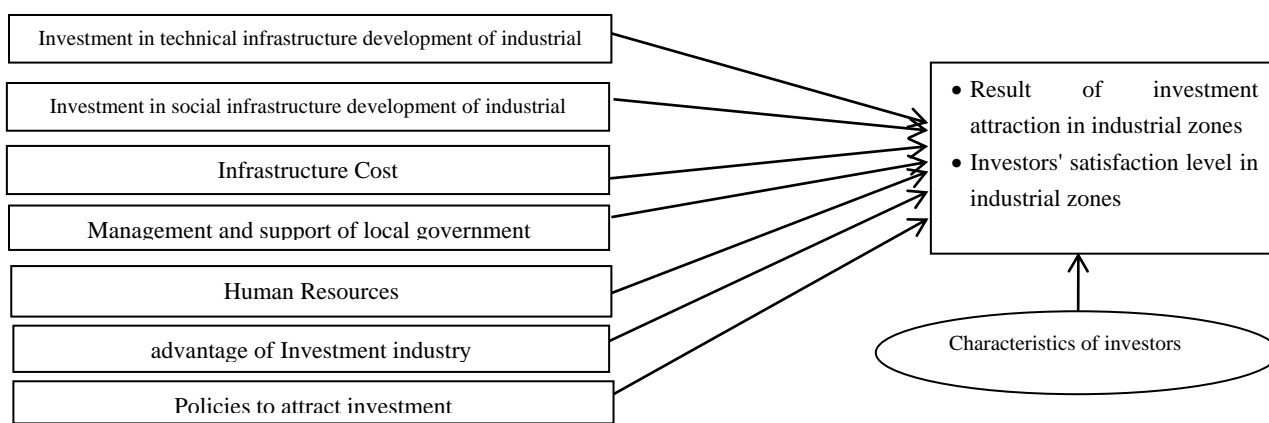 Investment in technical infrastructure development of industrial
Investment in social infrastructure development of industrial
Infrastructure Cost
Management and support of local government
Human Resources
advantage of Investment industry
Policies to attract investment
• Result of investment
attraction in industrial zones
• Investors' satisfaction level in
industrial zones
Characteristics of investors